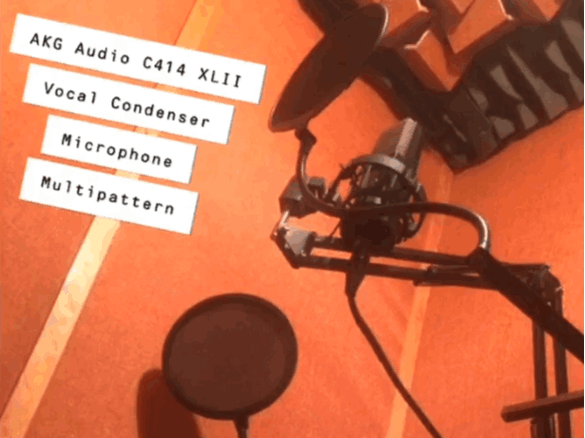 AKG Audio C414 XLII
Vocal Condenser
Microphone
Multipattern